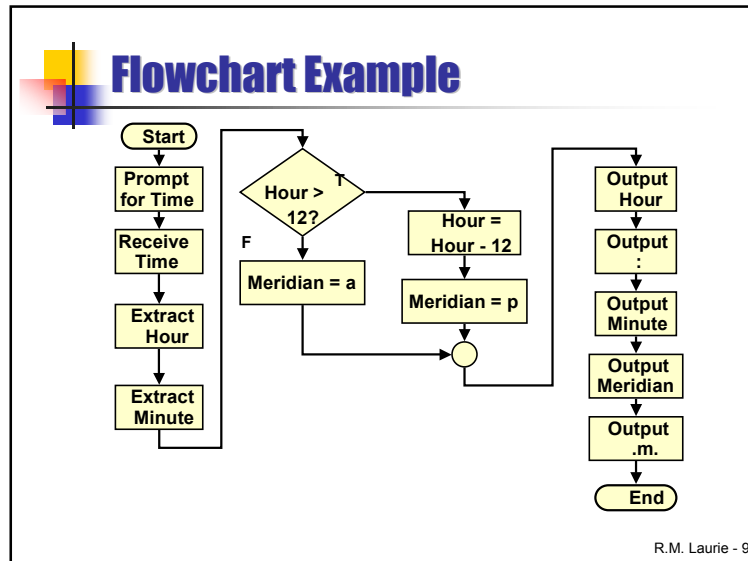 Flowchart Example
Start
Prompt
for Time
Receive
Time
Extract
Hour
Extract
Minute
Hour >
12?
T
F
Meridian = a
Hour =
Hour - 12
Meridian = p
Output
Hour
Output
:
Output
Minute
Output
Meridian
Output
.m.
End
R.M. Laurie - 9